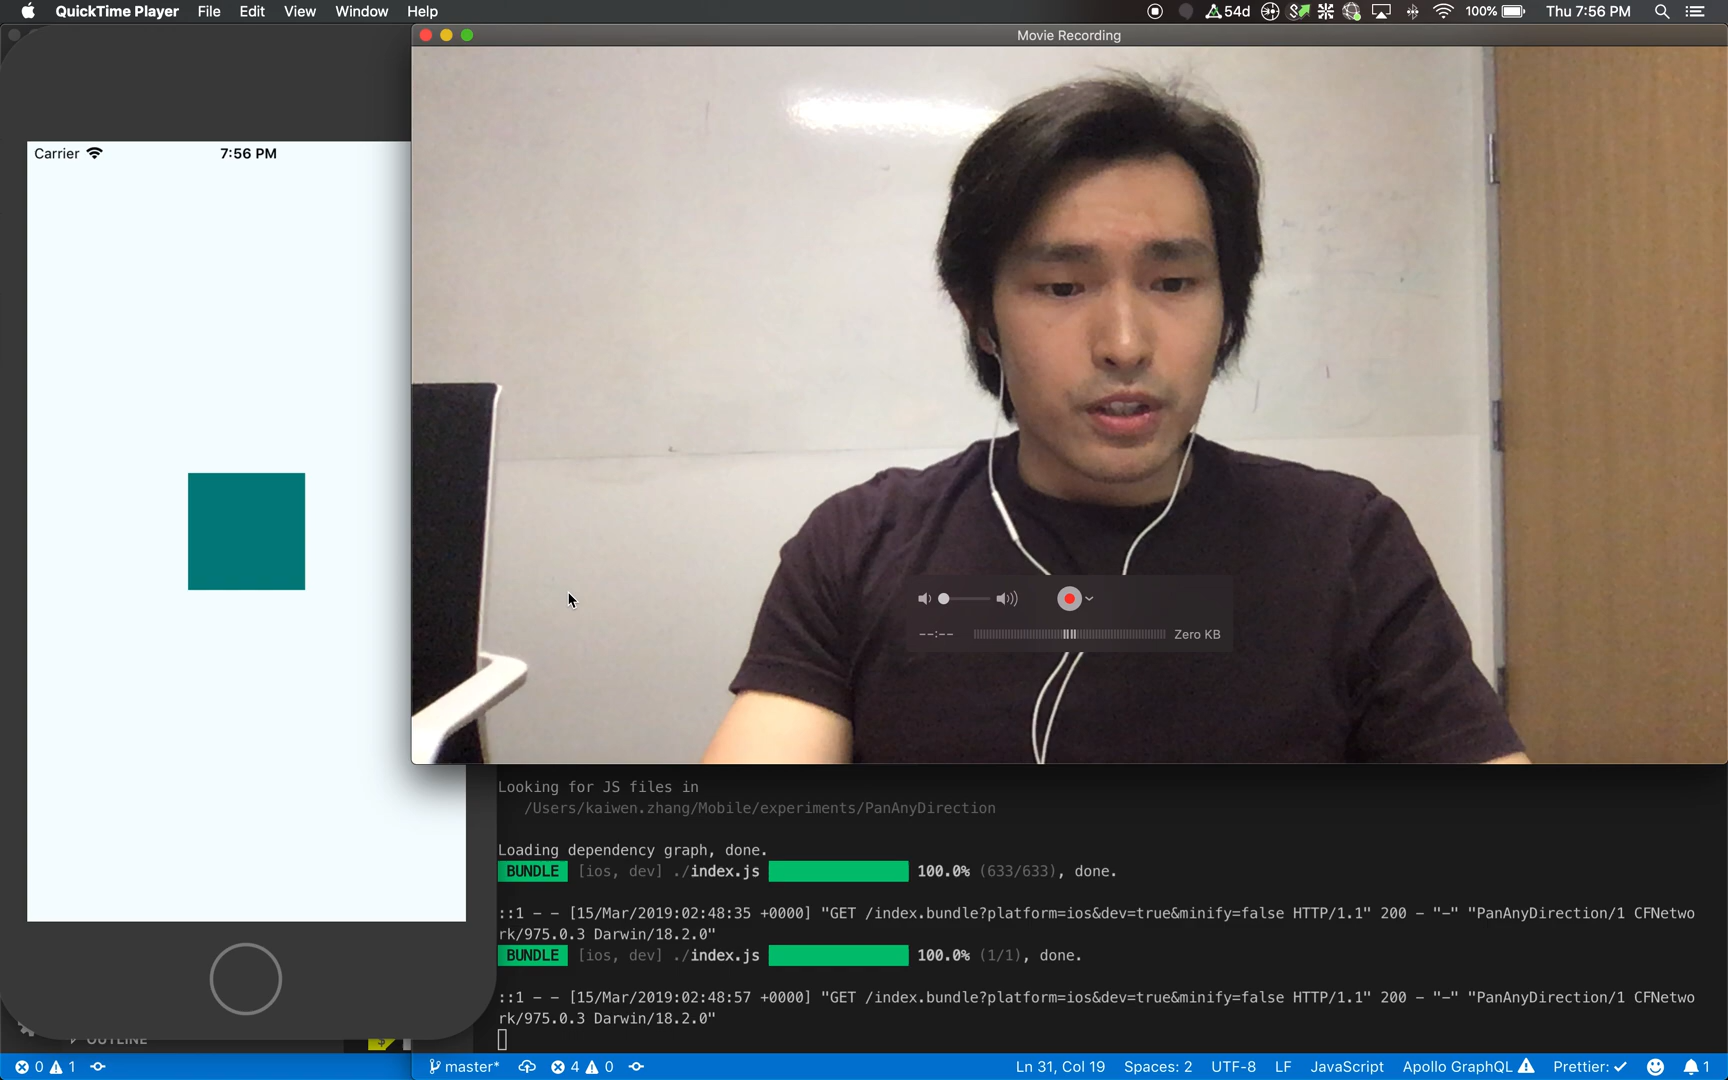 QuickTime Player File Edit View Window Help
54d 100% Thu 7:56 PM
Movie Recording
Carrier 7:56 PM
--:-- Zero KB
Looking for JS files in
/Users/kaiwen.zhang/Mobile/experiments/PanAnyDirection
Loading dependency graph, done.
BUNDLE [ios, dev] ./index.js 100.0% (633/633), done.
::1 - - [15/Mar/2019:02:48:35 +0000] "GET /index.bundle?platform=ios&dev=true&minify=false HTTP/1.1" 200 - "-" "PanAnyDirection/1 CFNetwo
rk/975.0.3 Darwin/18.2.0"
BUNDLE [ios, dev] ./index.js 100.0% (1/1), done.
::1 - - [15/Mar/2019:02:48:57 +0000] "GET /index.bundle?platform=ios&dev=true&minify=false HTTP/1.1" 200 - "-" "PanAnyDirection/1 CFNetwo
rk/975.0.3 Darwin/18.2.0"
OUTLINE
0 1 master* 4 0 Ln 31, Col 19 Spaces: 2 UTF-8 LF JavaScript Apollo GraphQL Prettier: 1